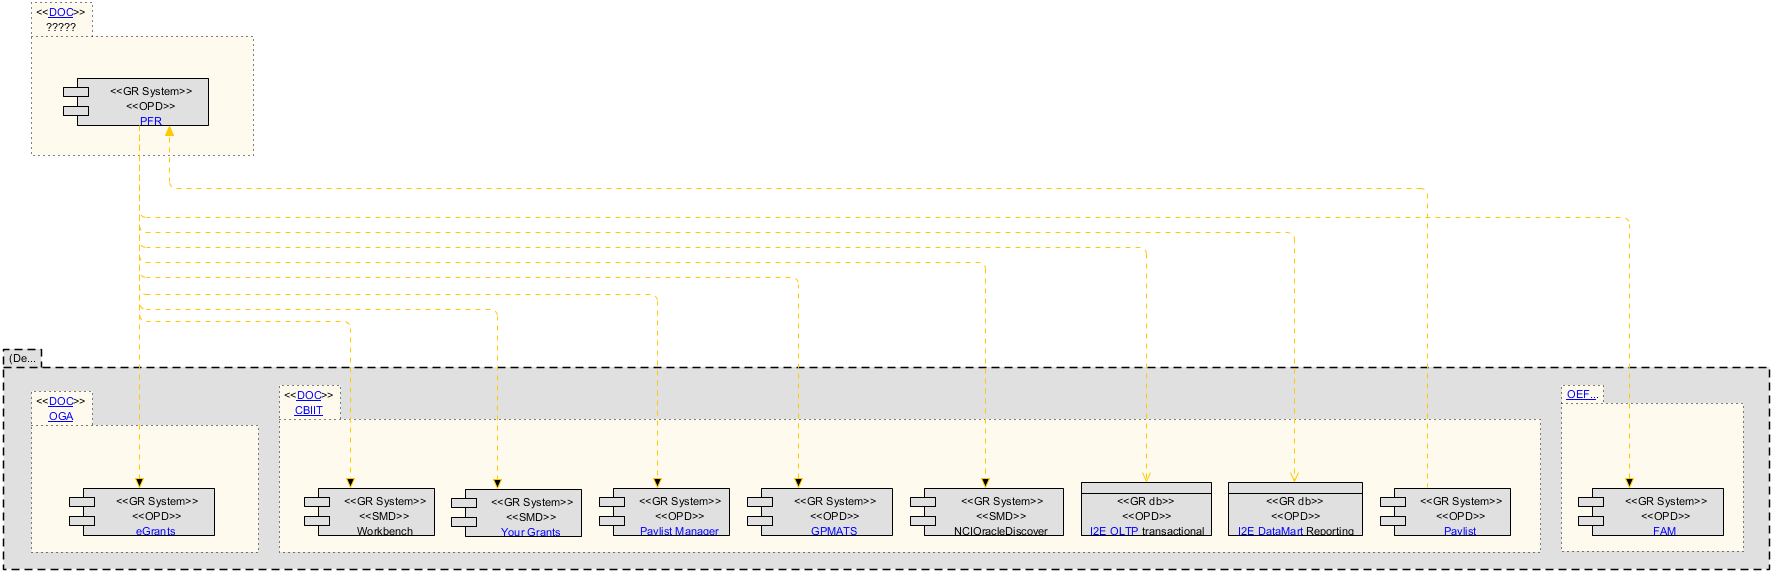 <<DOC>>
?????
<<GR System>>
<<OPD>>
PFR
(De...
<<DOC>>
OGA
<<GR System>>
<<OPD>>
eGrants
<<DOC>>
CBIIT
<<GR System>>
<<SMD>>
Workbench
<<GR System>>
<<SMD>>
Your Grants
<<GR System>>
<<OPD>>
Paylist Manager
<<GR System>>
<<OPD>>
GPMATS
<<GR System>>
<<SMD>>
NCIOracleDiscover
<<GR db>>
<<OPD>>
I2E OLTP transactional
<<GR db>>
<<OPD>>
I2E DataMart Reporting
<<GR System>>
<<OPD>>
Paylist
OEF...
<<GR System>>
<<OPD>>
FAM